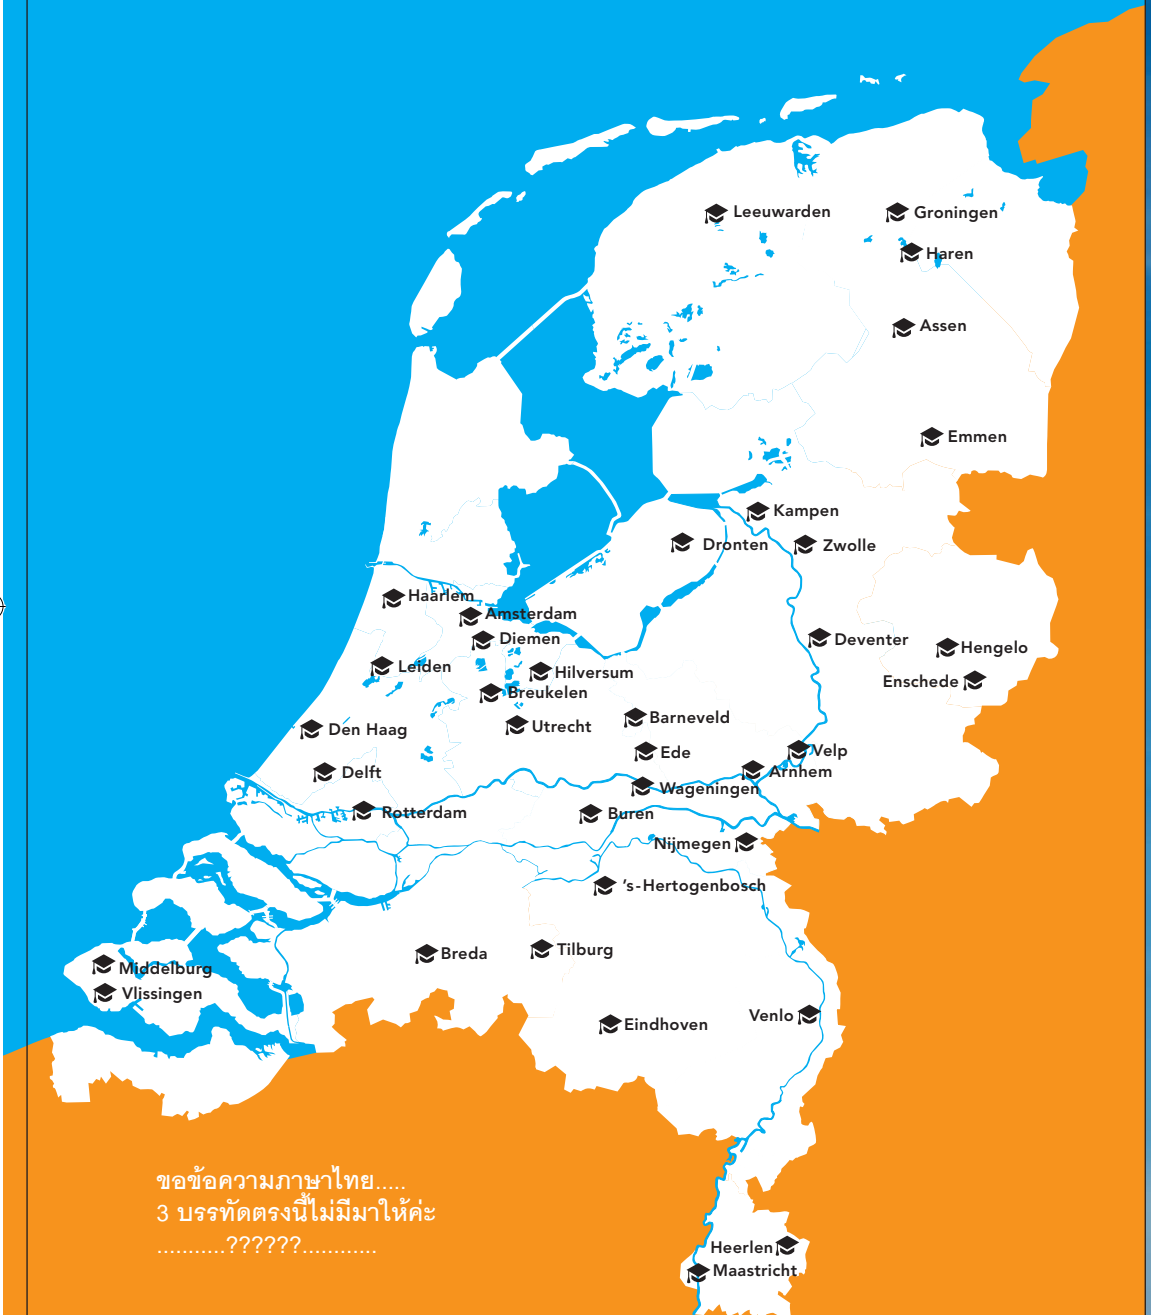 Leeuwarden
Groningen
Haren
Assen
Emmen
Kampen
Dronten
Zwolle
Haarlem
Amsterdam
Diemen
Deventer
Hengelo
Leiden
Hilversum
Enschede
Breukelen
Barneveld
Den Haag
Utrecht
Ede
Velp
Delft
Arnhem
Wageningen
Rotterdam
Buren
Nijmegen
's-Hertogenbosch
Breda
Tilburg
Middelburg
Vlissingen
Venlo
Eindhoven
ขอข้อความภาษาไทย.....
3 บรรทัดตรงนี้ไม่มีมาให้ค่ะ
...........??????............
Heerlen
Maastricht